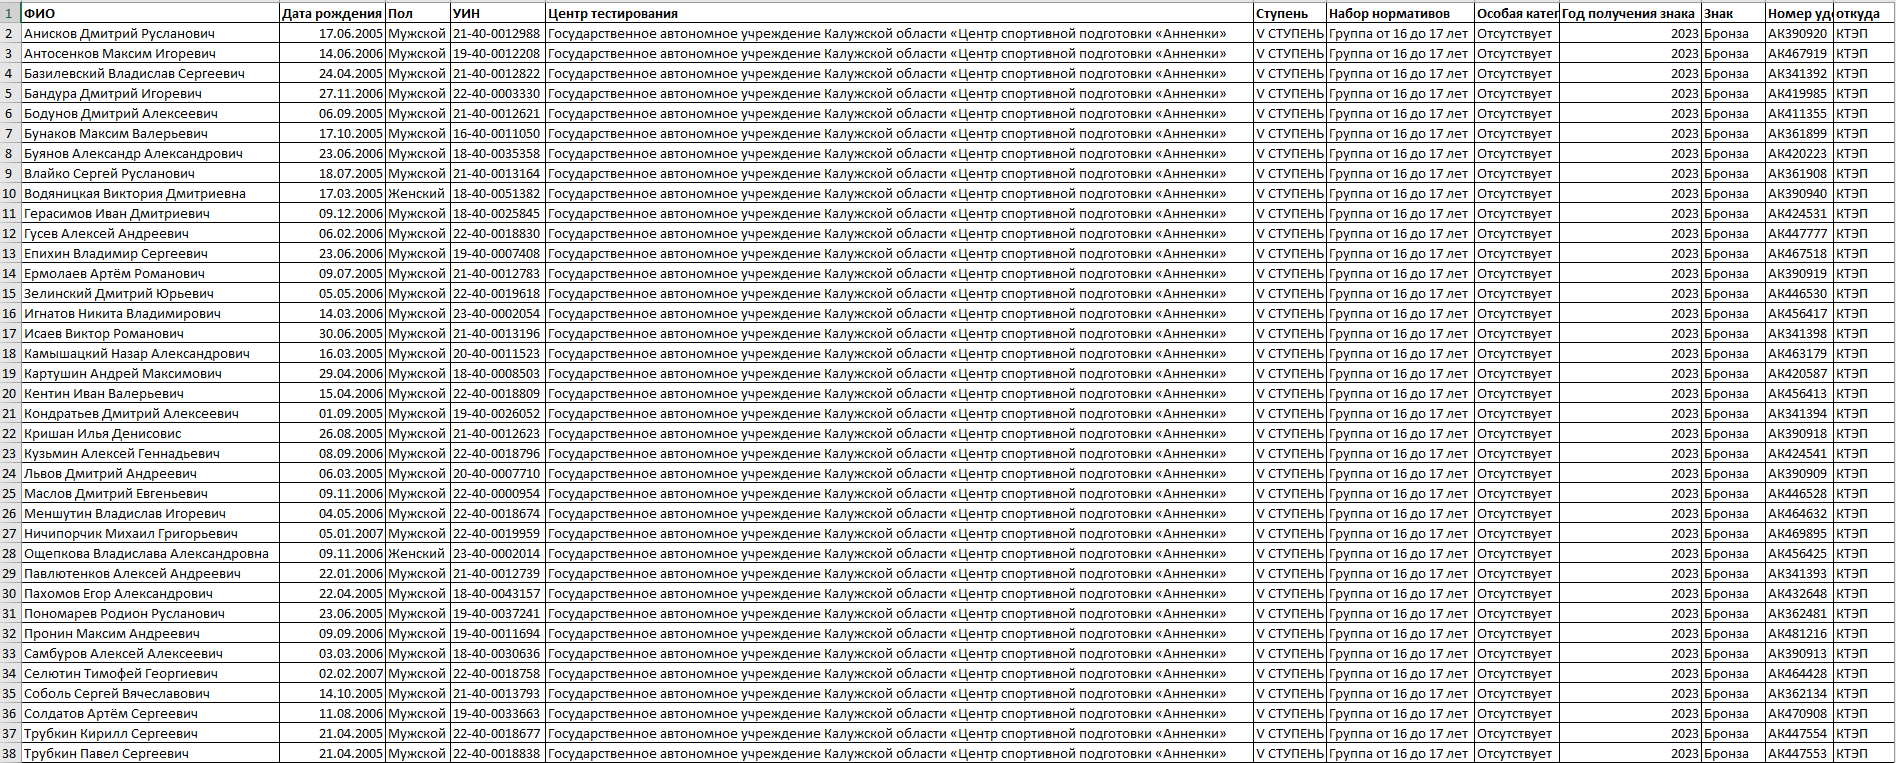 1 ФИО Дата рождения Пол УИН Центр тестирования Ступень Набор нормативов Особая катег Год получения знака Знак Номер уд откуда
2 Анисков Дмитрий Русланович 17.06.2005 Мужской 21-40-0012988 Государственное автономное учреждение Калужской области «Центр спортивной подготовки «Анненки» V СТУПЕНЬ Группа от 16 до 17 лет Отсутствует 2023 Бронза АК390920 КТЭП
3 Антосенков Максим Игоревич 14.06.2006 Мужской 19-40-0012208 Государственное автономное учреждение Калужской области «Центр спортивной подготовки «Анненки» V СТУПЕНЬ Группа от 16 до 17 лет Отсутствует 2023 Бронза АК467919 КТЭП
4 Базилевский Владислав Сергеевич 24.04.2005 Мужской 21-40-0012822 Государственное автономное учреждение Калужской области «Центр спортивной подготовки «Анненки» V СТУПЕНЬ Группа от 16 до 17 лет Отсутствует 2023 Бронза АК341392 КТЭП
5 Бандура Дмитрий Игоревич 27.11.2006 Мужской 22-40-0003330 Государственное автономное учреждение Калужской области «Центр спортивной подготовки «Анненки» V СТУПЕНЬ Группа от 16 до 17 лет Отсутствует 2023 Бронза АК419985 КТЭП
6 Бодунов Дмитрий Алексеевич 06.09.2005 Мужской 21-40-0012621 Государственное автономное учреждение Калужской области «Центр спортивной подготовки «Анненки» V СТУПЕНЬ Группа от 16 до 17 лет Отсутствует 2023 Бронза АК411355 КТЭП
7 Бунаков Максим Валерьевич 17.10.2005 Мужской 16-40-0011050 Государственное автономное учреждение Калужской области «Центр спортивной подготовки «Анненки» V СТУПЕНЬ Группа от 16 до 17 лет Отсутствует 2023 Бронза АК361899 КТЭП
8 Буянов Александр Александрович 23.06.2006 Мужской 18-40-0035358 Государственное автономное учреждение Калужской области «Центр спортивной подготовки «Анненки» V СТУПЕНЬ Группа от 16 до 17 лет Отсутствует 2023 Бронза АК420223 КТЭП
9 Влайко Сергей Русланович 18.07.2005 Мужской 21-40-0013164 Государственное автономное учреждение Калужской области «Центр спортивной подготовки «Анненки» V СТУПЕНЬ Группа от 16 до 17 лет Отсутствует 2023 Бронза АК361908 КТЭП
10 Водяницкая Виктория Дмитриевна 17.03.2005 Женский 18-40-0051382 Государственное автономное учреждение Калужской области «Центр спортивной подготовки «Анненки» V СТУПЕНЬ Группа от 16 до 17 лет Отсутствует 2023 Бронза АК390940 КТЭП
11 Герасимов Иван Дмитриевич 09.12.2006 Мужской 18-40-0025845 Государственное автономное учреждение Калужской области «Центр спортивной подготовки «Анненки» V СТУПЕНЬ Группа от 16 до 17 лет Отсутствует 2023 Бронза АК424531 КТЭП
12 Гусев Алексей Андреевич 06.02.2006 Мужской 22-40-0018830 Государственное автономное учреждение Калужской области «Центр спортивной подготовки «Анненки» V СТУПЕНЬ Группа от 16 до 17 лет Отсутствует 2023 Бронза АК447777 КТЭП
13 Епихин Владимир Сергеевич 23.06.2006 Мужской 19-40-0007408 Государственное автономное учреждение Калужской области «Центр спортивной подготовки «Анненки» V СТУПЕНЬ Группа от 16 до 17 лет Отсутствует 2023 Бронза АК467518 КТЭП
14 Ермолаев Артём Романович 09.07.2005 Мужской 21-40-0012783 Государственное автономное учреждение Калужской области «Центр спортивной подготовки «Анненки» V СТУПЕНЬ Группа от 16 до 17 лет Отсутствует 2023 Бронза АК390919 КТЭП
15 Зелинский Дмитрий Юрьевич 05.05.2006 Мужской 22-40-0019618 Государственное автономное учреждение Калужской области «Центр спортивной подготовки «Анненки» V СТУПЕНЬ Группа от 16 до 17 лет Отсутствует 2023 Бронза АК446530 КТЭП
16 Игнатов Никита Владимирович 14.03.2006 Мужской 23-40-0002054 Государственное автономное учреждение Калужской области «Центр спортивной подготовки «Анненки» V СТУПЕНЬ Группа от 16 до 17 лет Отсутствует 2023 Бронза АК456417 КТЭП
17 Исаев Виктор Романович 30.06.2005 Мужской 21-40-0013196 Государственное автономное учреждение Калужской области «Центр спортивной подготовки «Анненки» V СТУПЕНЬ Группа от 16 до 17 лет Отсутствует 2023 Бронза АК341398 КТЭП
18 Камышацкий Назар Александрович 16.03.2005 Мужской 20-40-0011523 Государственное автономное учреждение Калужской области «Центр спортивной подготовки «Анненки» V СТУПЕНЬ Группа от 16 до 17 лет Отсутствует 2023 Бронза АК463179 КТЭП
19 Картушин Андрей Максимович 29.04.2006 Мужской 18-40-0008503 Государственное автономное учреждение Калужской области «Центр спортивной подготовки «Анненки» V СТУПЕНЬ Группа от 16 до 17 лет Отсутствует 2023 Бронза АК420587 КТЭП
20 Кентин Иван Валерьевич 15.04.2006 Мужской 22-40-0018809 Государственное автономное учреждение Калужской области «Центр спортивной подготовки «Анненки» V СТУПЕНЬ Группа от 16 до 17 лет Отсутствует 2023 Бронза АК456413 КТЭП
21 Кондратьев Дмитрий Алексеевич 01.09.2005 Мужской 19-40-0026052 Государственное автономное учреждение Калужской области «Центр спортивной подготовки «Анненки» V СТУПЕНЬ Группа от 16 до 17 лет Отсутствует 2023 Бронза АК341394 КТЭП
22 Кришан Илья Денисовис 26.08.2005 Мужской 21-40-0012623 Государственное автономное учреждение Калужской области «Центр спортивной подготовки «Анненки» V СТУПЕНЬ Группа от 16 до 17 лет Отсутствует 2023 Бронза АК390918 КТЭП
23 Кузьмин Алексей Геннадьевич 08.09.2006 Мужской 22-40-0018796 Государственное автономное учреждение Калужской области «Центр спортивной подготовки «Анненки» V СТУПЕНЬ Группа от 16 до 17 лет Отсутствует 2023 Бронза АК424541 КТЭП
24 Львов Дмитрий Андреевич 06.03.2005 Мужской 20-40-0007710 Государственное автономное учреждение Калужской области «Центр спортивной подготовки «Анненки» V СТУПЕНЬ Группа от 16 до 17 лет Отсутствует 2023 Бронза АК390909 КТЭП
25 Маслов Дмитрий Евгеньевич 09.11.2006 Мужской 22-40-0000954 Государственное автономное учреждение Калужской области «Центр спортивной подготовки «Анненки» V СТУПЕНЬ Группа от 16 до 17 лет Отсутствует 2023 Бронза АК446528 КТЭП
26 Меншутин Владислав Игоревич 04.05.2006 Мужской 22-40-0018674 Государственное автономное учреждение Калужской области «Центр спортивной подготовки «Анненки» V СТУПЕНЬ Группа от 16 до 17 лет Отсутствует 2023 Бронза АК464632 КТЭП
27 Ничипорчик Михаил Григорьевич 05.01.2007 Мужской 22-40-0019959 Государственное автономное учреждение Калужской области «Центр спортивной подготовки «Анненки» V СТУПЕНЬ Группа от 16 до 17 лет Отсутствует 2023 Бронза АК469895 КТЭП
28 Ощепкова Владислава Александровна 09.11.2006 Женский 23-40-0002014 Государственное автономное учреждение Калужской области «Центр спортивной подготовки «Анненки» V СТУПЕНЬ Группа от 16 до 17 лет Отсутствует 2023 Бронза АК456425 КТЭП
29 Павлютенков Алексей Андреевич 22.01.2006 Мужской 21-40-0012739 Государственное автономное учреждение Калужской области «Центр спортивной подготовки «Анненки» V СТУПЕНЬ Группа от 16 до 17 лет Отсутствует 2023 Бронза АК341393 КТЭП
30 Пахомов Егор Александрович 22.04.2005 Мужской 18-40-0043157 Государственное автономное учреждение Калужской области «Центр спортивной подготовки «Анненки» V СТУПЕНЬ Группа от 16 до 17 лет Отсутствует 2023 Бронза АК432648 КТЭП
31 Пономарев Родион Русланович 23.06.2005 Мужской 19-40-0037241 Государственное автономное учреждение Калужской области «Центр спортивной подготовки «Анненки» V СТУПЕНЬ Группа от 16 до 17 лет Отсутствует 2023 Бронза АК362481 КТЭП
32 Пронин Максим Андреевич 09.09.2006 Мужской 19-40-0011694 Государственное автономное учреждение Калужской области «Центр спортивной подготовки «Анненки» V СТУПЕНЬ Группа от 16 до 17 лет Отсутствует 2023 Бронза АК481216 КТЭП
33 Самбуров Алексей Алексеевич 03.03.2006 Мужской 18-40-0030636 Государственное автономное учреждение Калужской области «Центр спортивной подготовки «Анненки» V СТУПЕНЬ Группа от 16 до 17 лет Отсутствует 2023 Бронза АК390913 КТЭП
34 Селютин Тимофей Георгиевич 02.02.2007 Мужской 22-40-0018758 Государственное автономное учреждение Калужской области «Центр спортивной подготовки «Анненки» V СТУПЕНЬ Группа от 16 до 17 лет Отсутствует 2023 Бронза АК464428 КТЭП
35 Соболь Сергей Вячеславович 14.10.2005 Мужской 21-40-0013793 Государственное автономное учреждение Калужской области «Центр спортивной подготовки «Анненки» V СТУПЕНЬ Группа от 16 до 17 лет Отсутствует 2023 Бронза АК362134 КТЭП
36 Солдатов Артём Сергеевич 11.08.2006 Мужской 19-40-0033663 Государственное автономное учреждение Калужской области «Центр спортивной подготовки «Анненки» V СТУПЕНЬ Группа от 16 до 17 лет Отсутствует 2023 Бронза АК470908 КТЭП
37 Трубкин Кирилл Сергеевич 21.04.2005 Мужской 22-40-0018677 Государственное автономное учреждение Калужской области «Центр спортивной подготовки «Анненки» V СТУПЕНЬ Группа от 16 до 17 лет Отсутствует 2023 Бронза АК447554 КТЭП
38 Трубкин Павел Сергеевич 21.04.2005 Мужской 22-40-0018838 Государственное автономное учреждение Калужской области «Центр спортивной подготовки «Анненки» V СТУПЕНЬ Группа от 16 до 17 лет Отсутствует 2023 Бронза АК447553 КТЭП